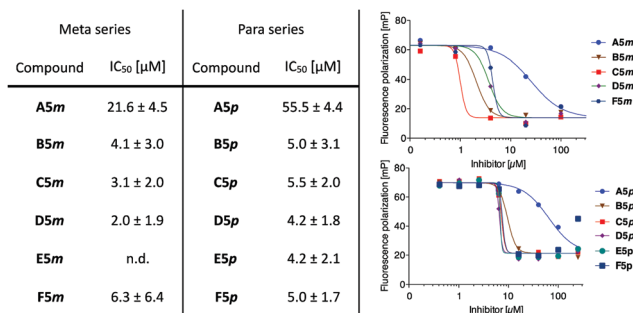 Meta series Para series
Compound IC50 [µM] Compound IC50 [µM]
A5m 21.6 ± 4.5 A5p 55.5 ± 4.4
B5m 4.1 ± 3.0 B5p 5.0 ± 3.1
C5m 3.1 ± 2.0 C5p 5.5 ± 2.0
D5m 2.0 ± 1.9 D5p 4.2 ± 1.8
E5m n.d. E5p 4.2 ± 2.1
F5m 6.3 ± 6.4 F5p 5.0 ± 1.7
Fluorescence polarization [mP]
80
60
40
20
0
1 10 100
Inhibitor [µM]
A5m
B5m
C5m
D5m
F5m
Fluorescence polarization [mP]
80
60
40
20
0
1 10 100
Inhibitor [µM]
A5p
B5p
C5p
D5p
E5p
F5p